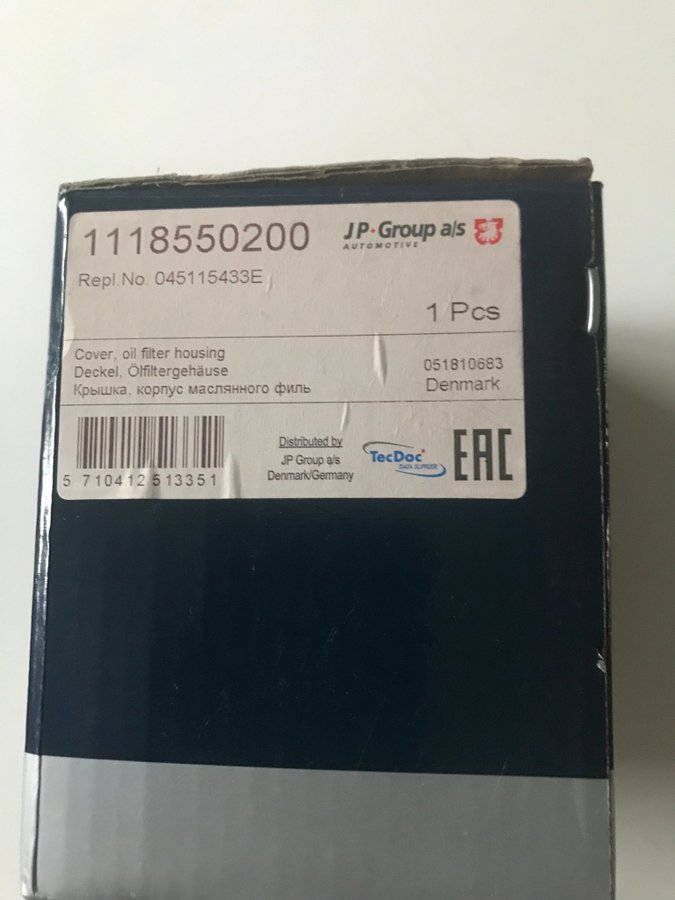 1118550200
JP Group a/s
AUTOMOTIVE
Repl.No. 045115433E
1 Pcs
Cover, oil filter housing
Deckel, Ölfiltergehäuse
Крышка, корпус маслянного филь
051810683
Denmark
5 710412 513351
Distributed by
JP Group a/s
Denmark/Germany
TecDoc
DATA SUPPLIER
EAC